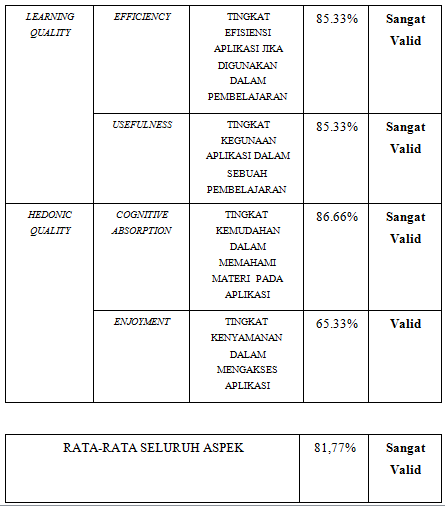 LEARNING
QUALITY
EFFICIENCY
TINGKAT
EFISIENSI
APLIKASI JIKA
DIGUNAKAN
DALAM
PEMBELAJARAN
85.33%
Sangat
Valid
USEFULNESS
TINGKAT
KEGUNAAN
APLIKASI DALAM
SEBUAH
PEMBELAJARAN
85.33%
Sangat
Valid
HEDONIC
QUALITY
COGNITIVE
ABSORPTION
TINGKAT
KEMUDAHAN
DALAM
MEMAHAMI
MATERI PADA
APLIKASI
86.66%
Sangat
Valid
ENJOYMENT
TINGKAT
KENYAMANAN
DALAM
MENGAKSES
APLIKASI
65.33%
Valid
RATA-RATA SELURUH ASPEK
81,77%
Sangat
Valid